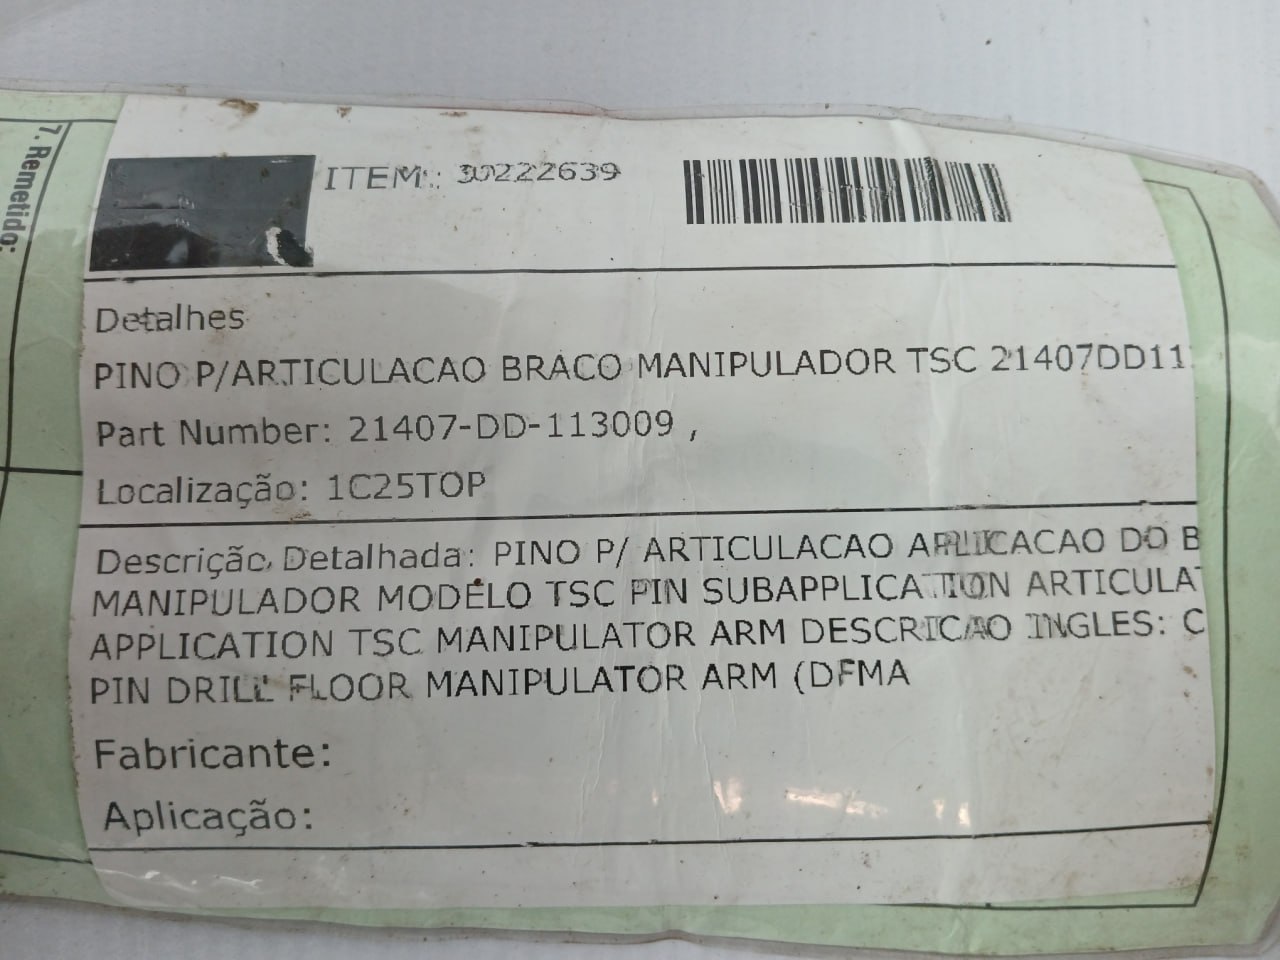 7. Remetido:
ITEM.: 30222639
Detalhes
PINO P/ARTICULACAO BRACO MANIPULADOR TSC 21407DD11
Part Number: 21407-DD-113009 ,
Localização: 1C25TOP
Descrição Detalhada: PINO P/ ARTICULACAO APLICACAO DO B
MANIPULADOR MODELO TSC PIN SUBAPPLICATION ARTICULAT
APPLICATION TSC MANIPULATOR ARM DESCRICAO INGLES: C
PIN DRILL FLOOR MANIPULATOR ARM (DFMA
Fabricante:
Aplicação: